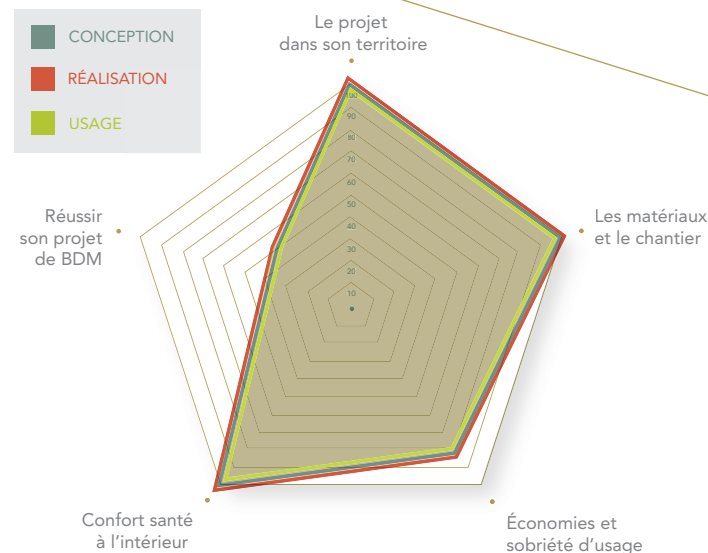 CONCEPTION
RÉALISATION
USAGE
Le projet
dans son territoire
100
90
80
70
60
50
40
30
20
10
Les matériaux
et le chantier
Économies et
sobriété d'usage
Confort santé
à l'intérieur
Réussir
son projet
de BDM